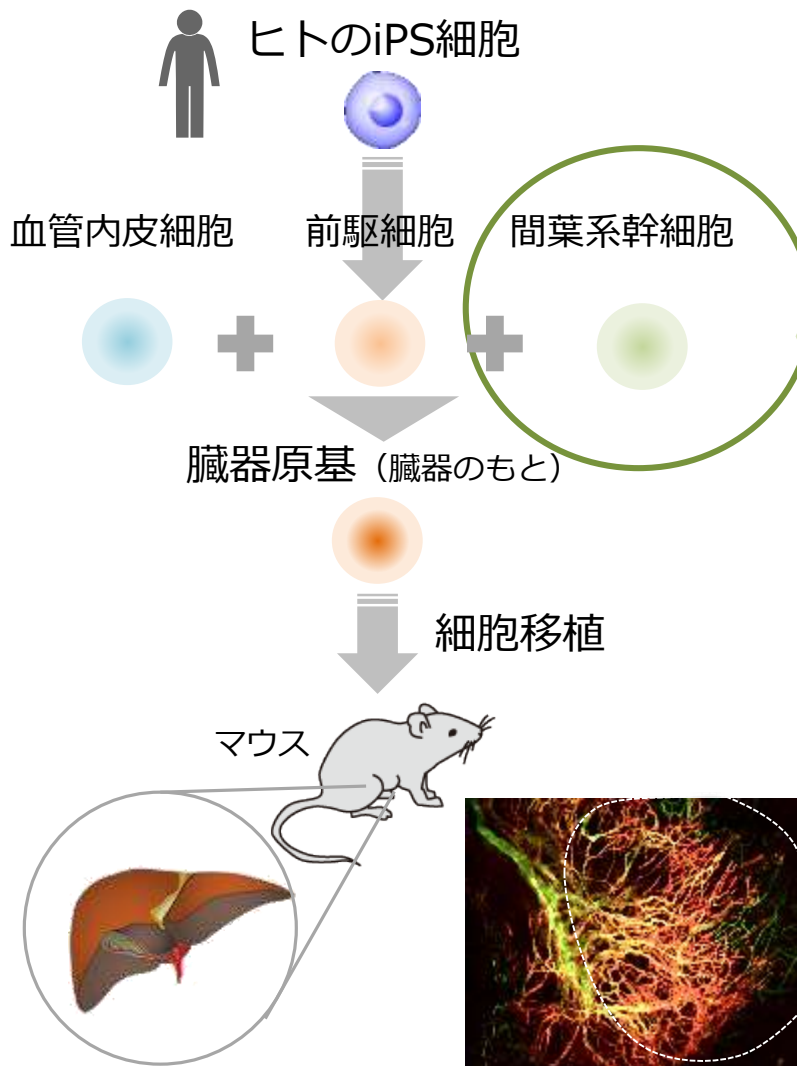 ヒトのiPS細胞
血管内皮細胞
前駆細胞
間葉系幹細胞
臓器原基（臓器のもと）
細胞移植
マウス